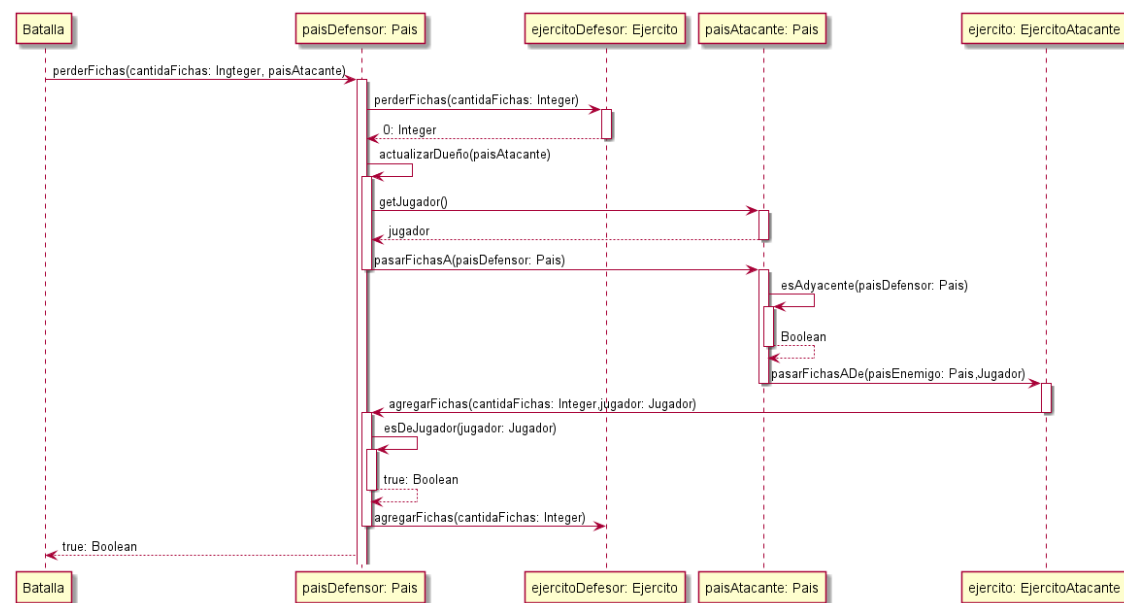 Batalla
paisDefensor: Pais
ejercitoDefesor: Ejercito
paisAtacante: Pais
ejercito: EjercitoAtacante
perderFichas(cantidaFichas: Ingteger, paisAtacante)
perderFichas(cantidaFichas: Integer)
0: Integer
actualizarDueño(paisAtacante)
getJugador()
jugador
pasarFichasA(paisDefensor: Pais)
esAdyacente(paisDefensor: Pais)
Boolean
pasarFichasADe(paisEnemigo: Pais,Jugador)
agregarFichas(cantidaFichas: Integer,jugador: Jugador)
esDeJugador(jugador: Jugador)
true: Boolean
agregarFichas(cantidaFichas: Integer)
true: Boolean
Batalla
paisDefensor: Pais
ejercitoDefesor: Ejercito
paisAtacante: Pais
ejercito: EjercitoAtacante